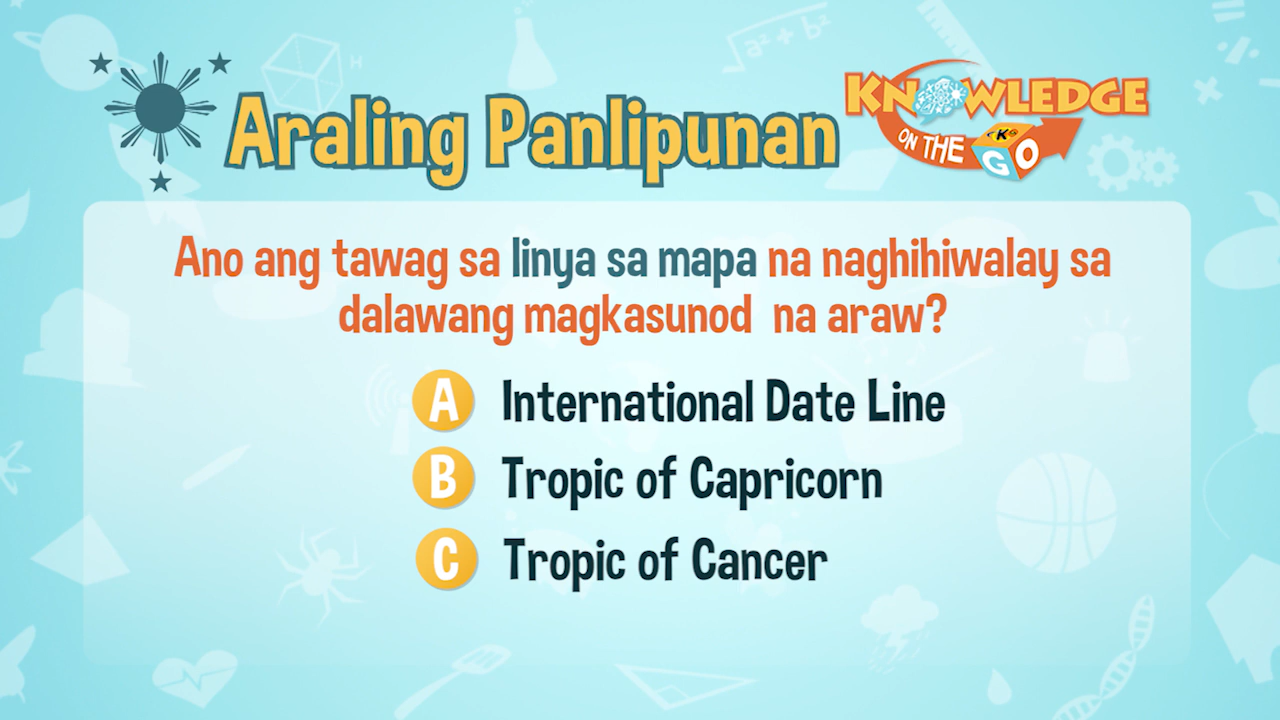 Araling Panlipunan
KNOWLEDGE
ON THE GO
Ano ang tawag sa linya sa mapa na naghihiwalay sa
dalawang magkasunod na araw?
A International Date Line
B Tropic of Capricorn
C Tropic of Cancer